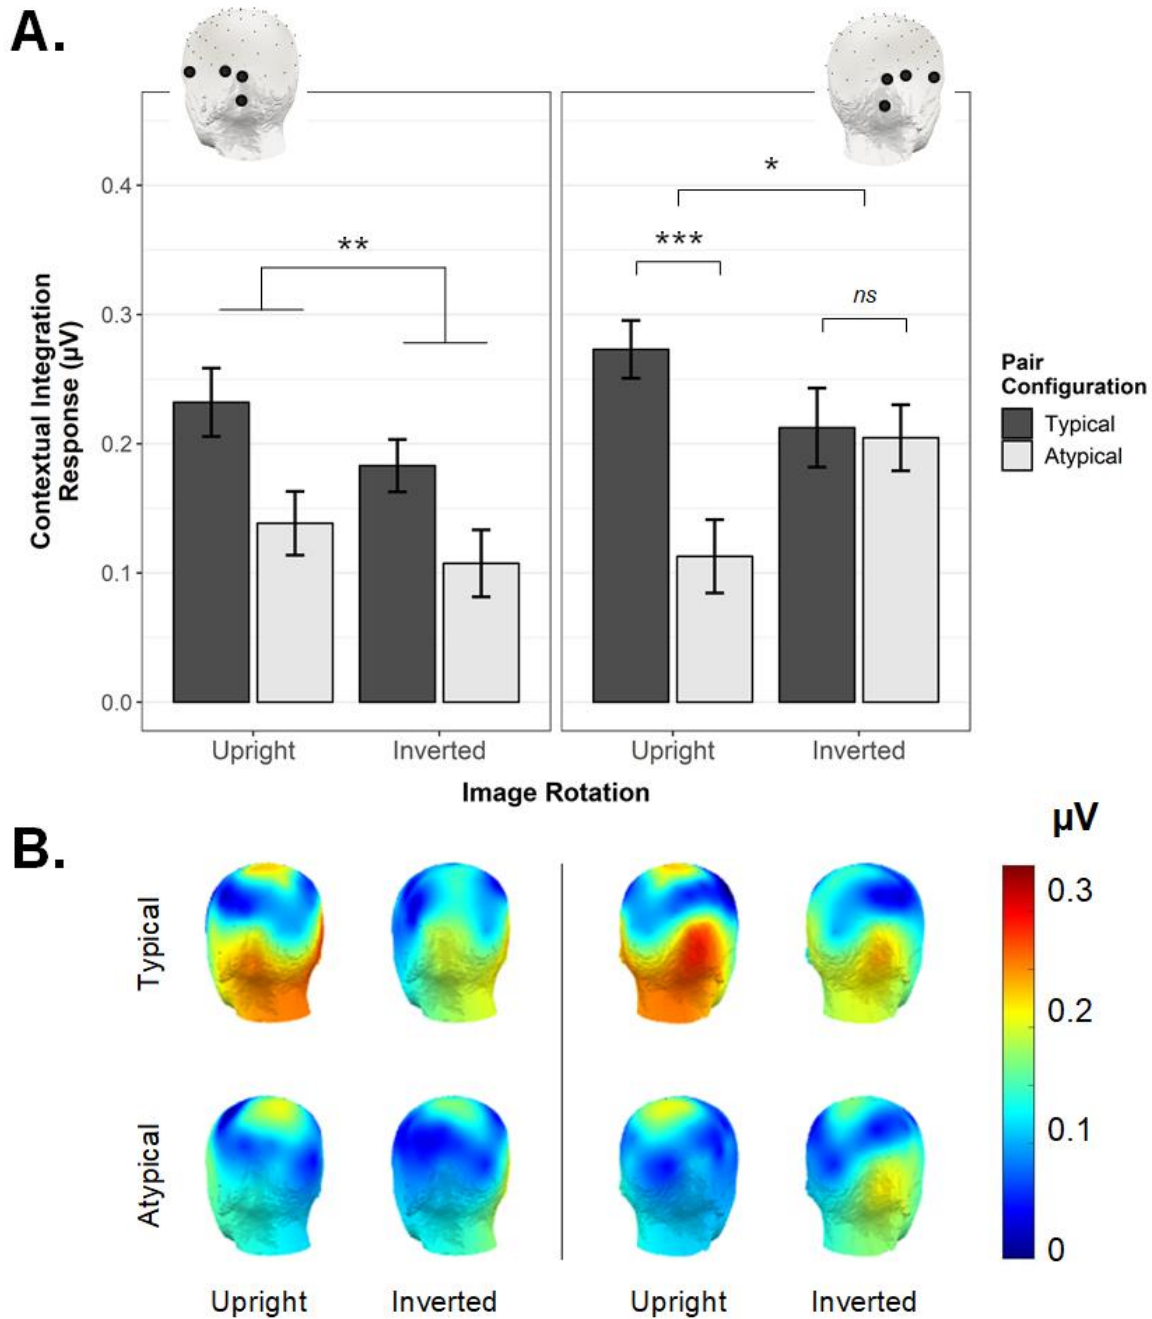 A.
*
**
***
ns
0.4
0.3
0.2
0.1
0.0
Contextual Integration
Response (µV)
Upright
Inverted
Upright
Inverted
Image Rotation
Pair
Configuration
Typical
Atypical
B.
µV
Typical
Atypical
0.3
0.2
0.1
0
Upright
Inverted
Upright
Inverted